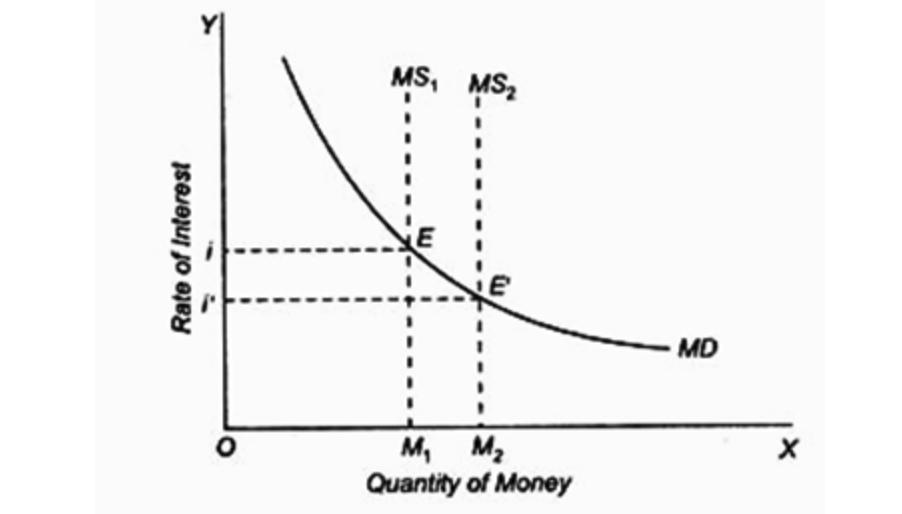 Y
MS₁
MS₂
E
i
E'
i'
MD
O
M₁
M₂
X
Rate of Interest
Quantity of Money